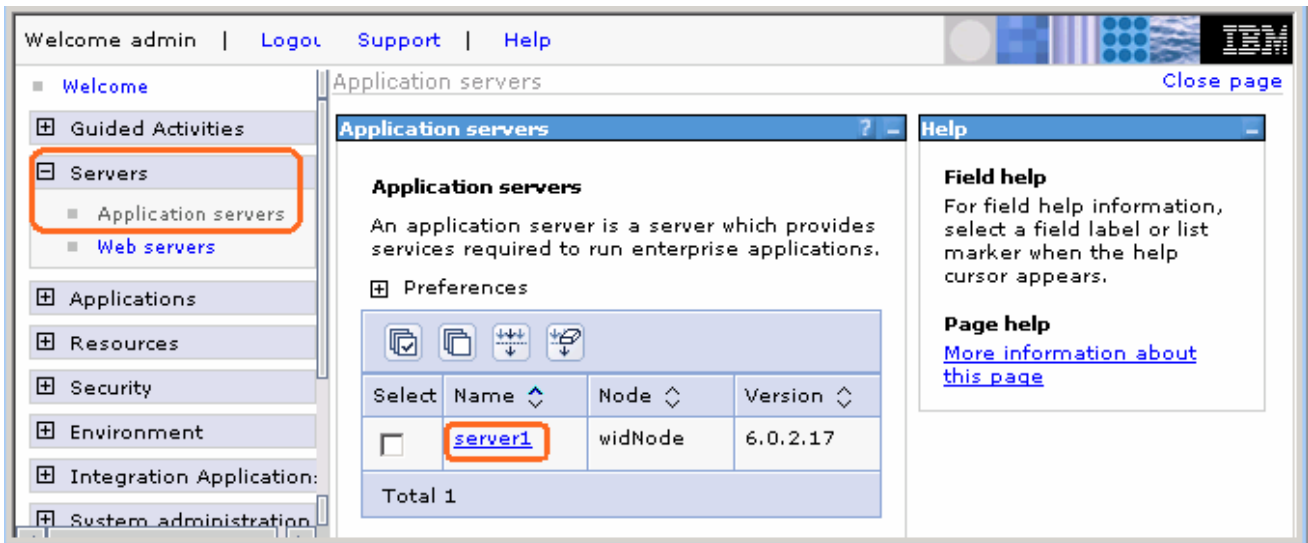 Welcome admin | Logou Support | Help
IBM
Welcome
Guided Activities
Servers
Application servers
Web servers
Applications
Resources
Security
Environment
Integration Application
System administration
Application servers
Close page
Application servers ? –
Application servers
An application server is a server which provides
services required to run enterprise applications.
Preferences
Select Name Node Version
server1 widNode 6.0.2.17
Total 1
Help –
Field help
For field help information,
select a field label or list
marker when the help
cursor appears.
Page help
More information about
this page